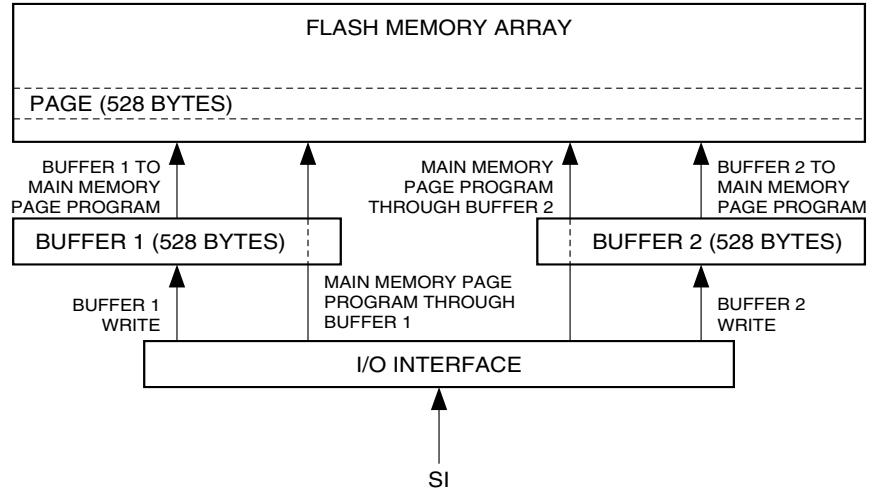 FLASH MEMORY ARRAY
PAGE (528 BYTES)
BUFFER 1 TO
MAIN MEMORY
PAGE PROGRAM
MAIN MEMORY
PAGE PROGRAM
THROUGH BUFFER 2
BUFFER 2 TO
MAIN MEMORY
PAGE PROGRAM
BUFFER 1 (528 BYTES)
BUFFER 2 (528 BYTES)
BUFFER 1
WRITE
MAIN MEMORY PAGE
PROGRAM THROUGH
BUFFER 1
BUFFER 2
WRITE
I/O INTERFACE
SI